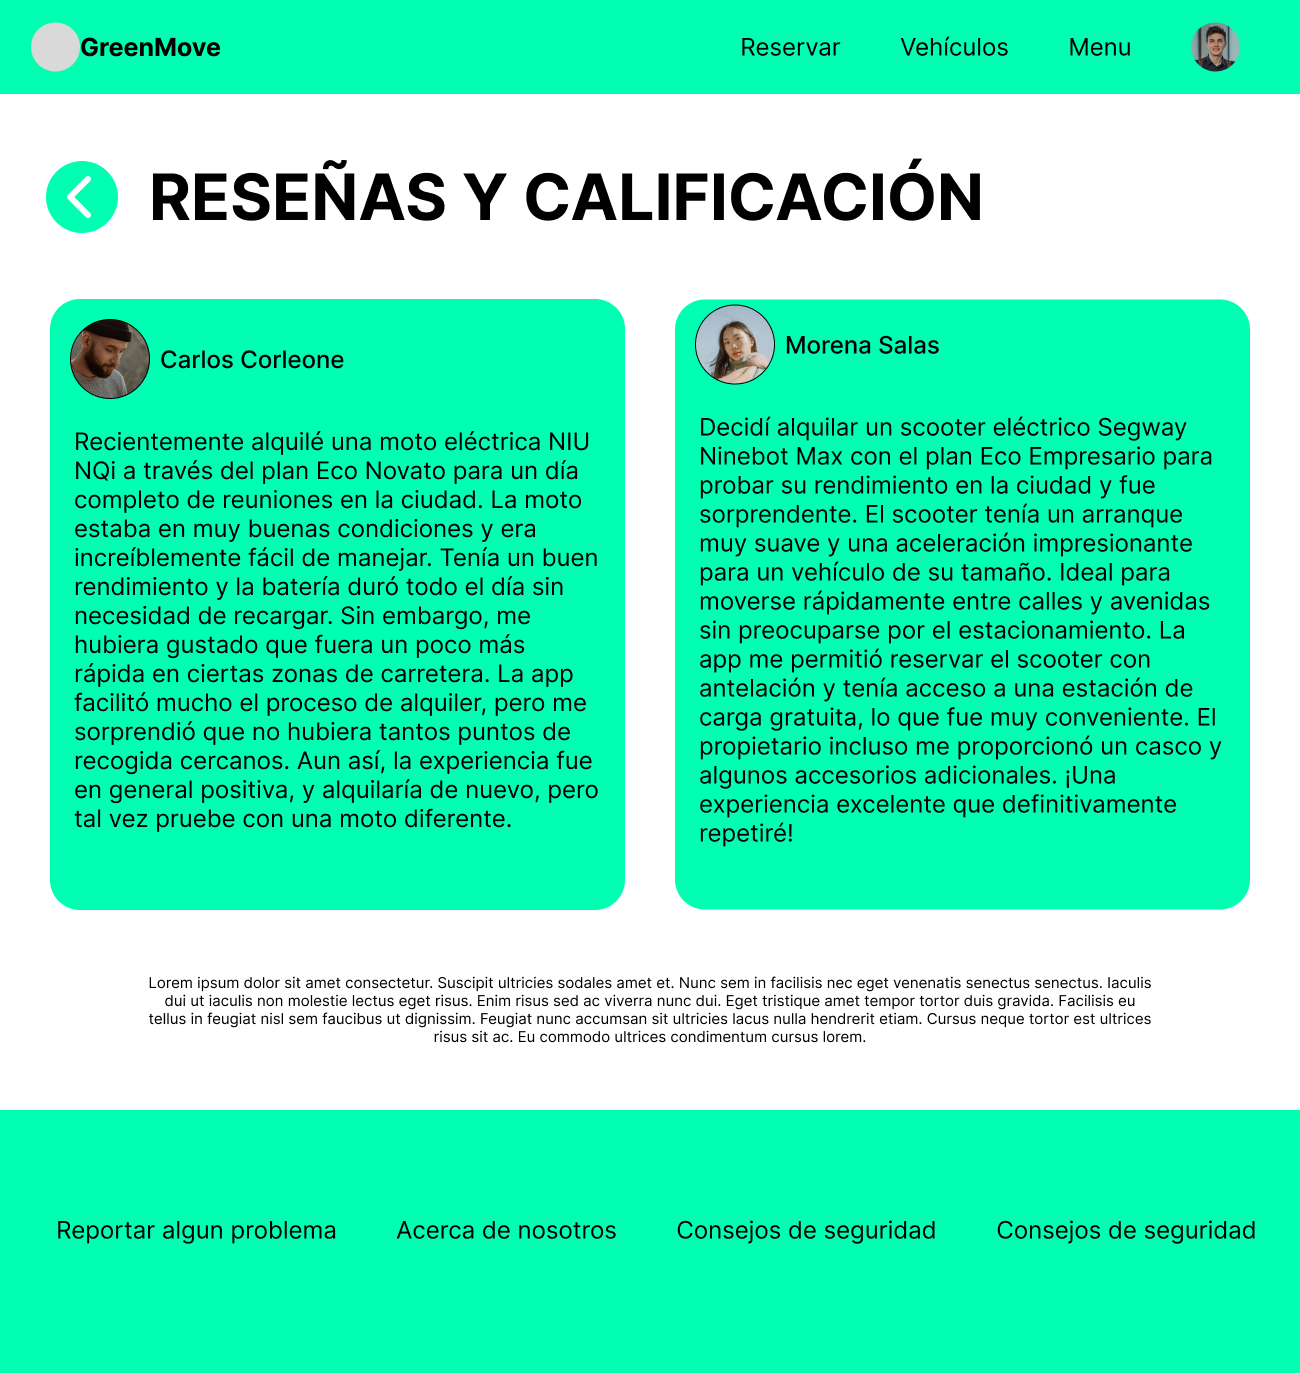 GreenMove
Reservar
Vehículos
Menu
RESEÑAS Y CALIFICACIÓN
Carlos Corleone
Recientemente alquilé una moto eléctrica NIU
NQi a través del plan Eco Novato para un día
completo de reuniones en la ciudad. La moto
estaba en muy buenas condiciones y era
increíblemente fácil de manejar. Tenía un buen
rendimiento y la batería duró todo el día sin
necesidad de recargar. Sin embargo, me
hubiera gustado que fuera un poco más
rápida en ciertas zonas de carretera. La app
facilitó mucho el proceso de alquiler, pero me
sorprendió que no hubiera tantos puntos de
recogida cercanos. Aun así, la experiencia fue
en general positiva, y alquilaría de nuevo, pero
tal vez pruebe con una moto diferente.
Morena Salas
Decidí alquilar un scooter eléctrico Segway
Ninebot Max con el plan Eco Empresario para
probar su rendimiento en la ciudad y fue
sorprendente. El scooter tenía un arranque
muy suave y una aceleración impresionante
para un vehículo de su tamaño. Ideal para
moverse rápidamente entre calles y avenidas
sin preocuparse por el estacionamiento. La
app me permitió reservar el scooter con
antelación y tenía acceso a una estación de
carga gratuita, lo que fue muy conveniente. El
propietario incluso me proporcionó un casco y
algunos accesorios adicionales. ¡Una
experiencia excelente que definitivamente
repetiré!
Lorem ipsum dolor sit amet consectetur. Suscipit ultricies sodales amet et. Nunc sem in facilisis nec eget venenatis senectus senectus. Iaculis
dui ut iaculis non molestie lectus eget risus. Enim risus sed ac viverra nunc dui. Eget tristique amet tempor tortor duis gravida. Facilisis eu
tellus in feugiat nisl sem faucibus ut dignissim. Feugiat nunc accumsan sit ultricies lacus nulla hendrerit etiam. Cursus neque tortor est ultrices
risus sit ac. Eu commodo ultrices condimentum cursus lorem.
Reportar algun problema
Acerca de nosotros
Consejos de seguridad
Consejos de seguridad